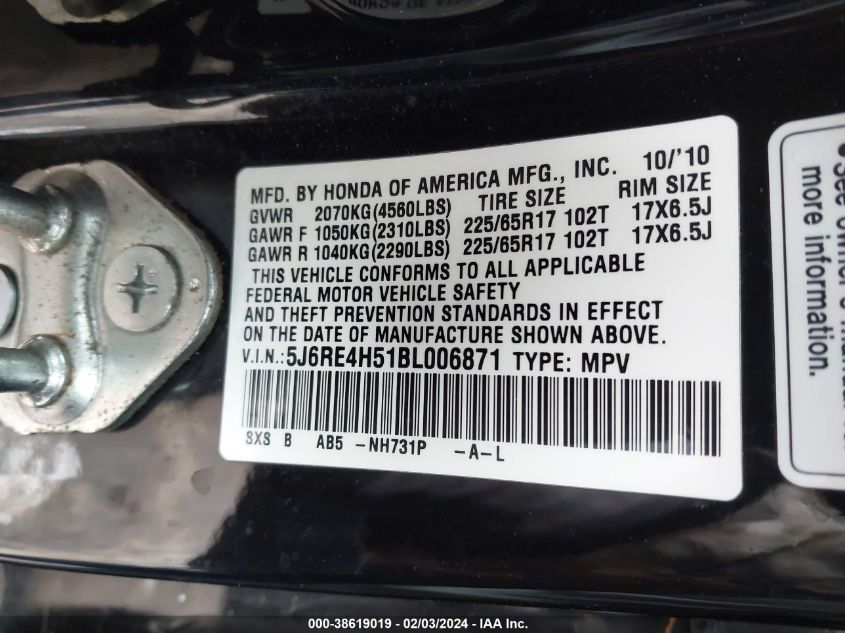 MFD. BY HONDA OF AMERICA MFG., INC. 10/'10
GVWR 2070KG(4560LBS) TIRE SIZE RIM SIZE
GAWR F 1050KG(2310LBS) 225/65R17 102T 17X6.5J
GAWR R 1040KG(2290LBS) 225/65R17 102T 17X6.5J
THIS VEHICLE CONFORMS TO ALL APPLICABLE
FEDERAL MOTOR VEHICLE SAFETY
AND THEFT PREVENTION STANDARDS IN EFFECT
ON THE DATE OF MANUFACTURE SHOWN ABOVE.
V.I.N.: 5J6RE4H51BL006871 TYPE: MPV
SXS B AB5 -NH731P -A-L
•See owner's
more information.
000-38619019 - 02/03/2024 - IAA Inc.